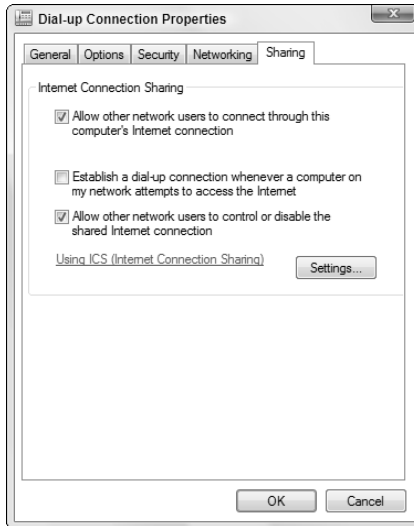 Dial-up Connection Properties
General
Options
Security
Networking
Sharing
Internet Connection Sharing
Allow other network users to connect through this
computer's Internet connection
Establish a dial-up connection whenever a computer on
my network attempts to access the Internet
Allow other network users to control or disable the
shared Internet connection
Using ICS (Internet Connection Sharing)
Settings...
OK
Cancel